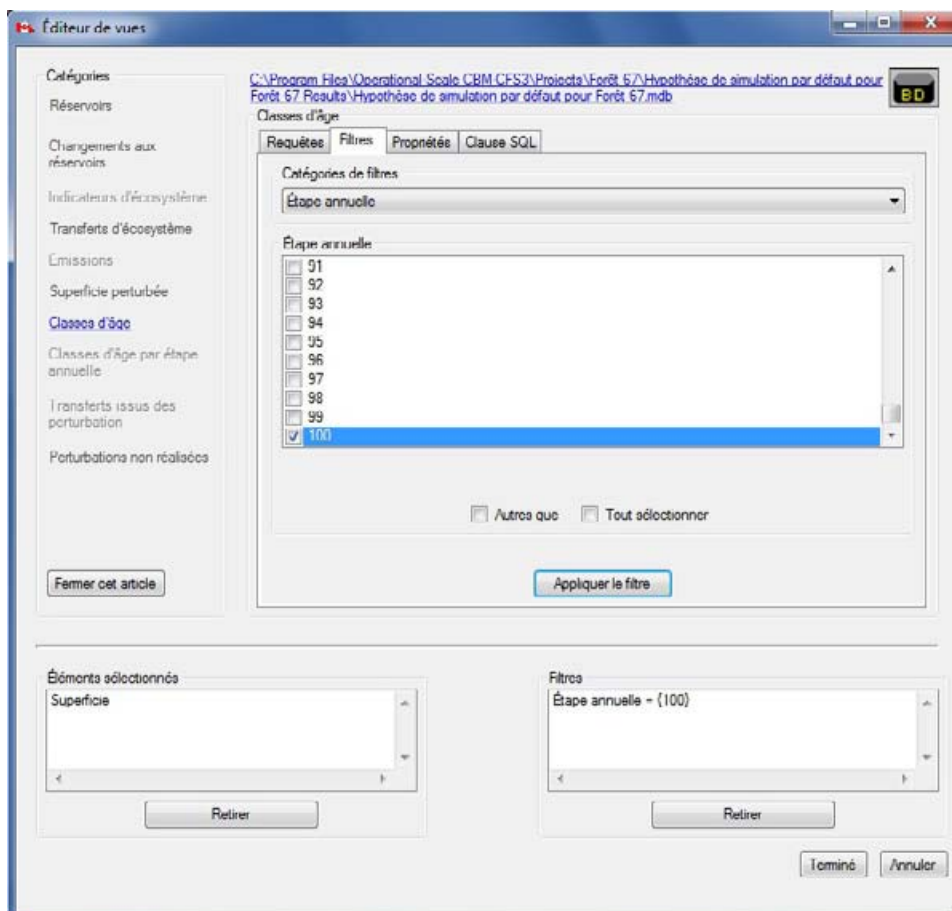 Éditeur de vues
Catégories
Réservoirs
Changements aux
réservoirs
Indicateurs d'écosystème
Transferts d'écosystème
Émissions
Superficie perturbée
Classes d'âge
Classes d'âge par étape
annuelle
Transferts issus des
perturbation
Perturbations non réalisées
Fermer cet article
C:\Program Files\Operational Scale CBM CFS3\Projects\Forêt 67\Hypothèse de simulation par défaut pour
Forêt 67 Results\Hypothèse de simulation par défaut pour Forêt 67.mdb
BD
Classes d'âge
Requêtes Filtres Propriétés Clause SQL
Catégories de filtres
Étape annuelle
Étape annuelle
91
92
93
94
95
96
97
98
99
100
Autres que Tout sélectionner
Appliquer le filtre
Éléments sélectionnés
Superficie
Retirer
Filtres
Étape annuelle = {100}
Retirer
Terminé Annuler